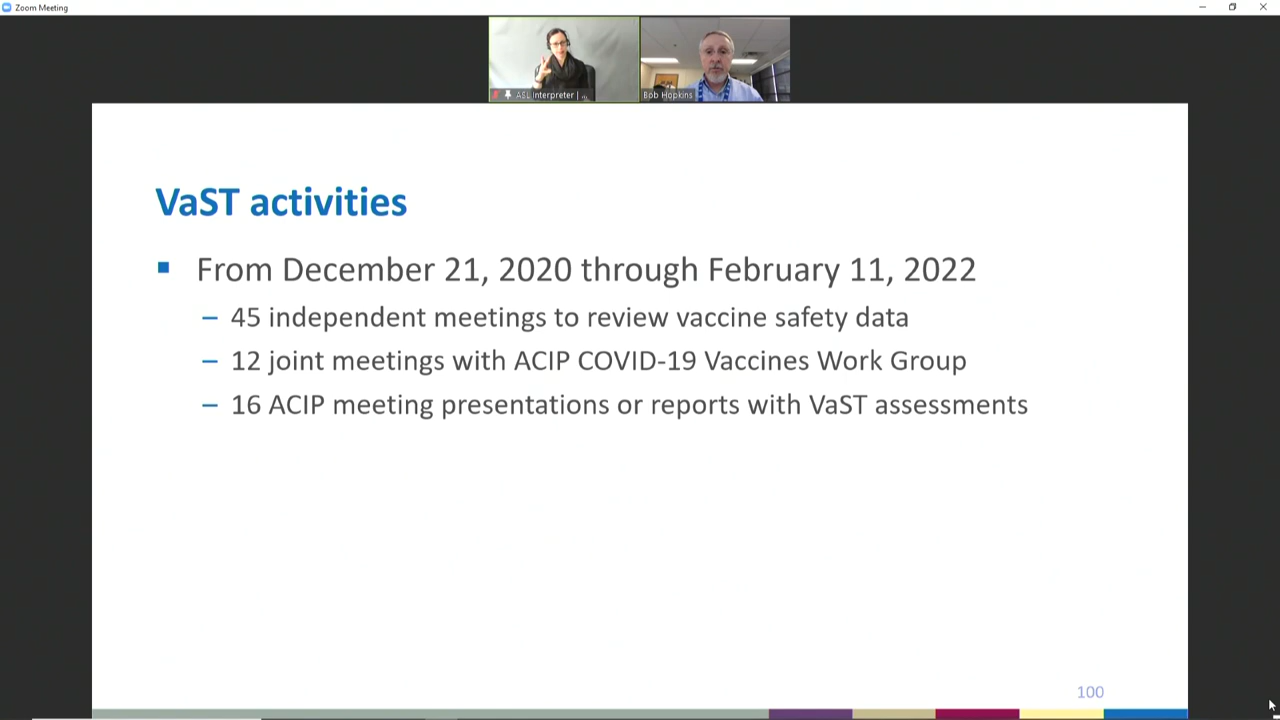 Zoom Meeting
ASL Interpreter | ...
Bob Hopkins
VaST activities
From December 21, 2020 through February 11, 2022
– 45 independent meetings to review vaccine safety data
– 12 joint meetings with ACIP COVID-19 Vaccines Work Group
– 16 ACIP meeting presentations or reports with VaST assessments
100